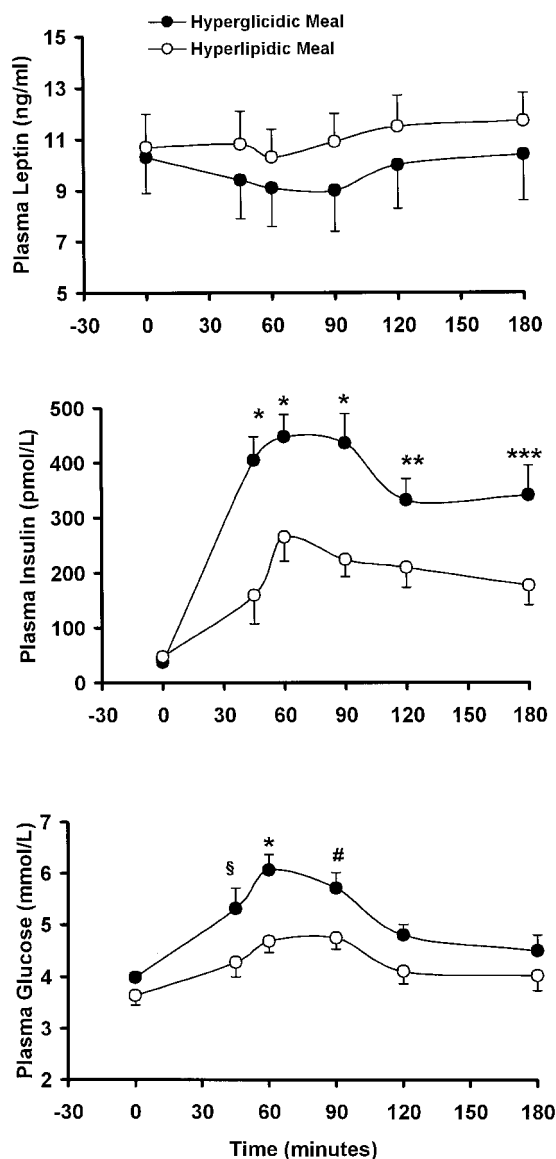 Hyperglicidic Meal
Hyperlipidic Meal
Plasma Leptin (ng/ml)
15
13
11
9
7
5
-30 0 30 60 90 120 150 180
Plasma Insulin (pmol/L)
500
400
300
200
100
0
* * * ** ***
-30 0 30 60 90 120 150 180
Plasma Glucose (mmol/L)
7
6
5
4
3
2
§ * #
-30 0 30 60 90 120 150 180
Time (minutes)